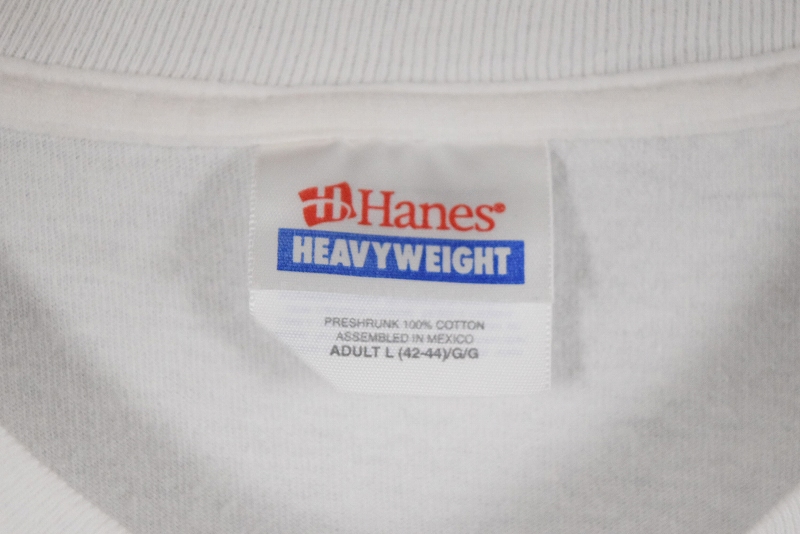 Hanes®
HEAVYWEIGHT
PRESHRUNK 100% COTTON
ASSEMBLED IN MEXICO
ADULT L (42-44)/G/G